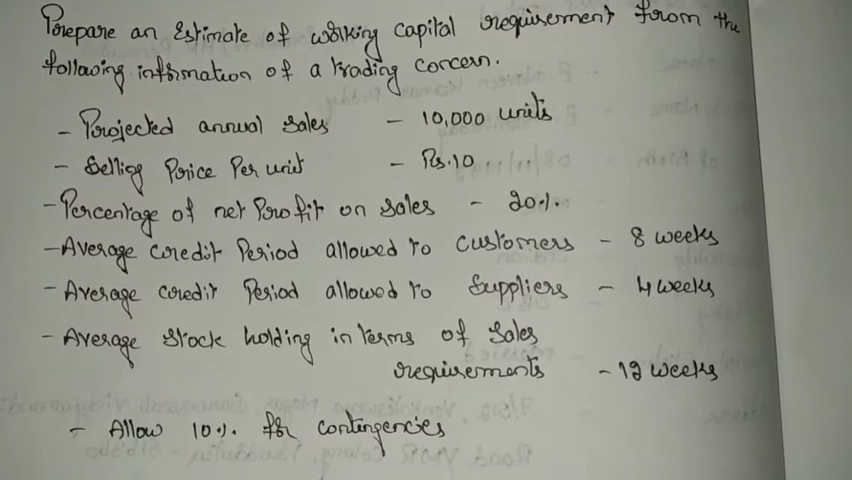 Prepare an Estimate of working capital requirement from the
following information of a trading concern.
- Projected annual sales - 10,000 units
- Selling Price Per unit - Rs.10
- Percentage of net Profit on sales - 20%.
- Average credit Period allowed to customers - 8 weeks
- Average credit Period allowed to Suppliers - 4 weeks
- Average stock holding in terms of sales
requirements - 12 weeks
- Allow 10% for contingencies